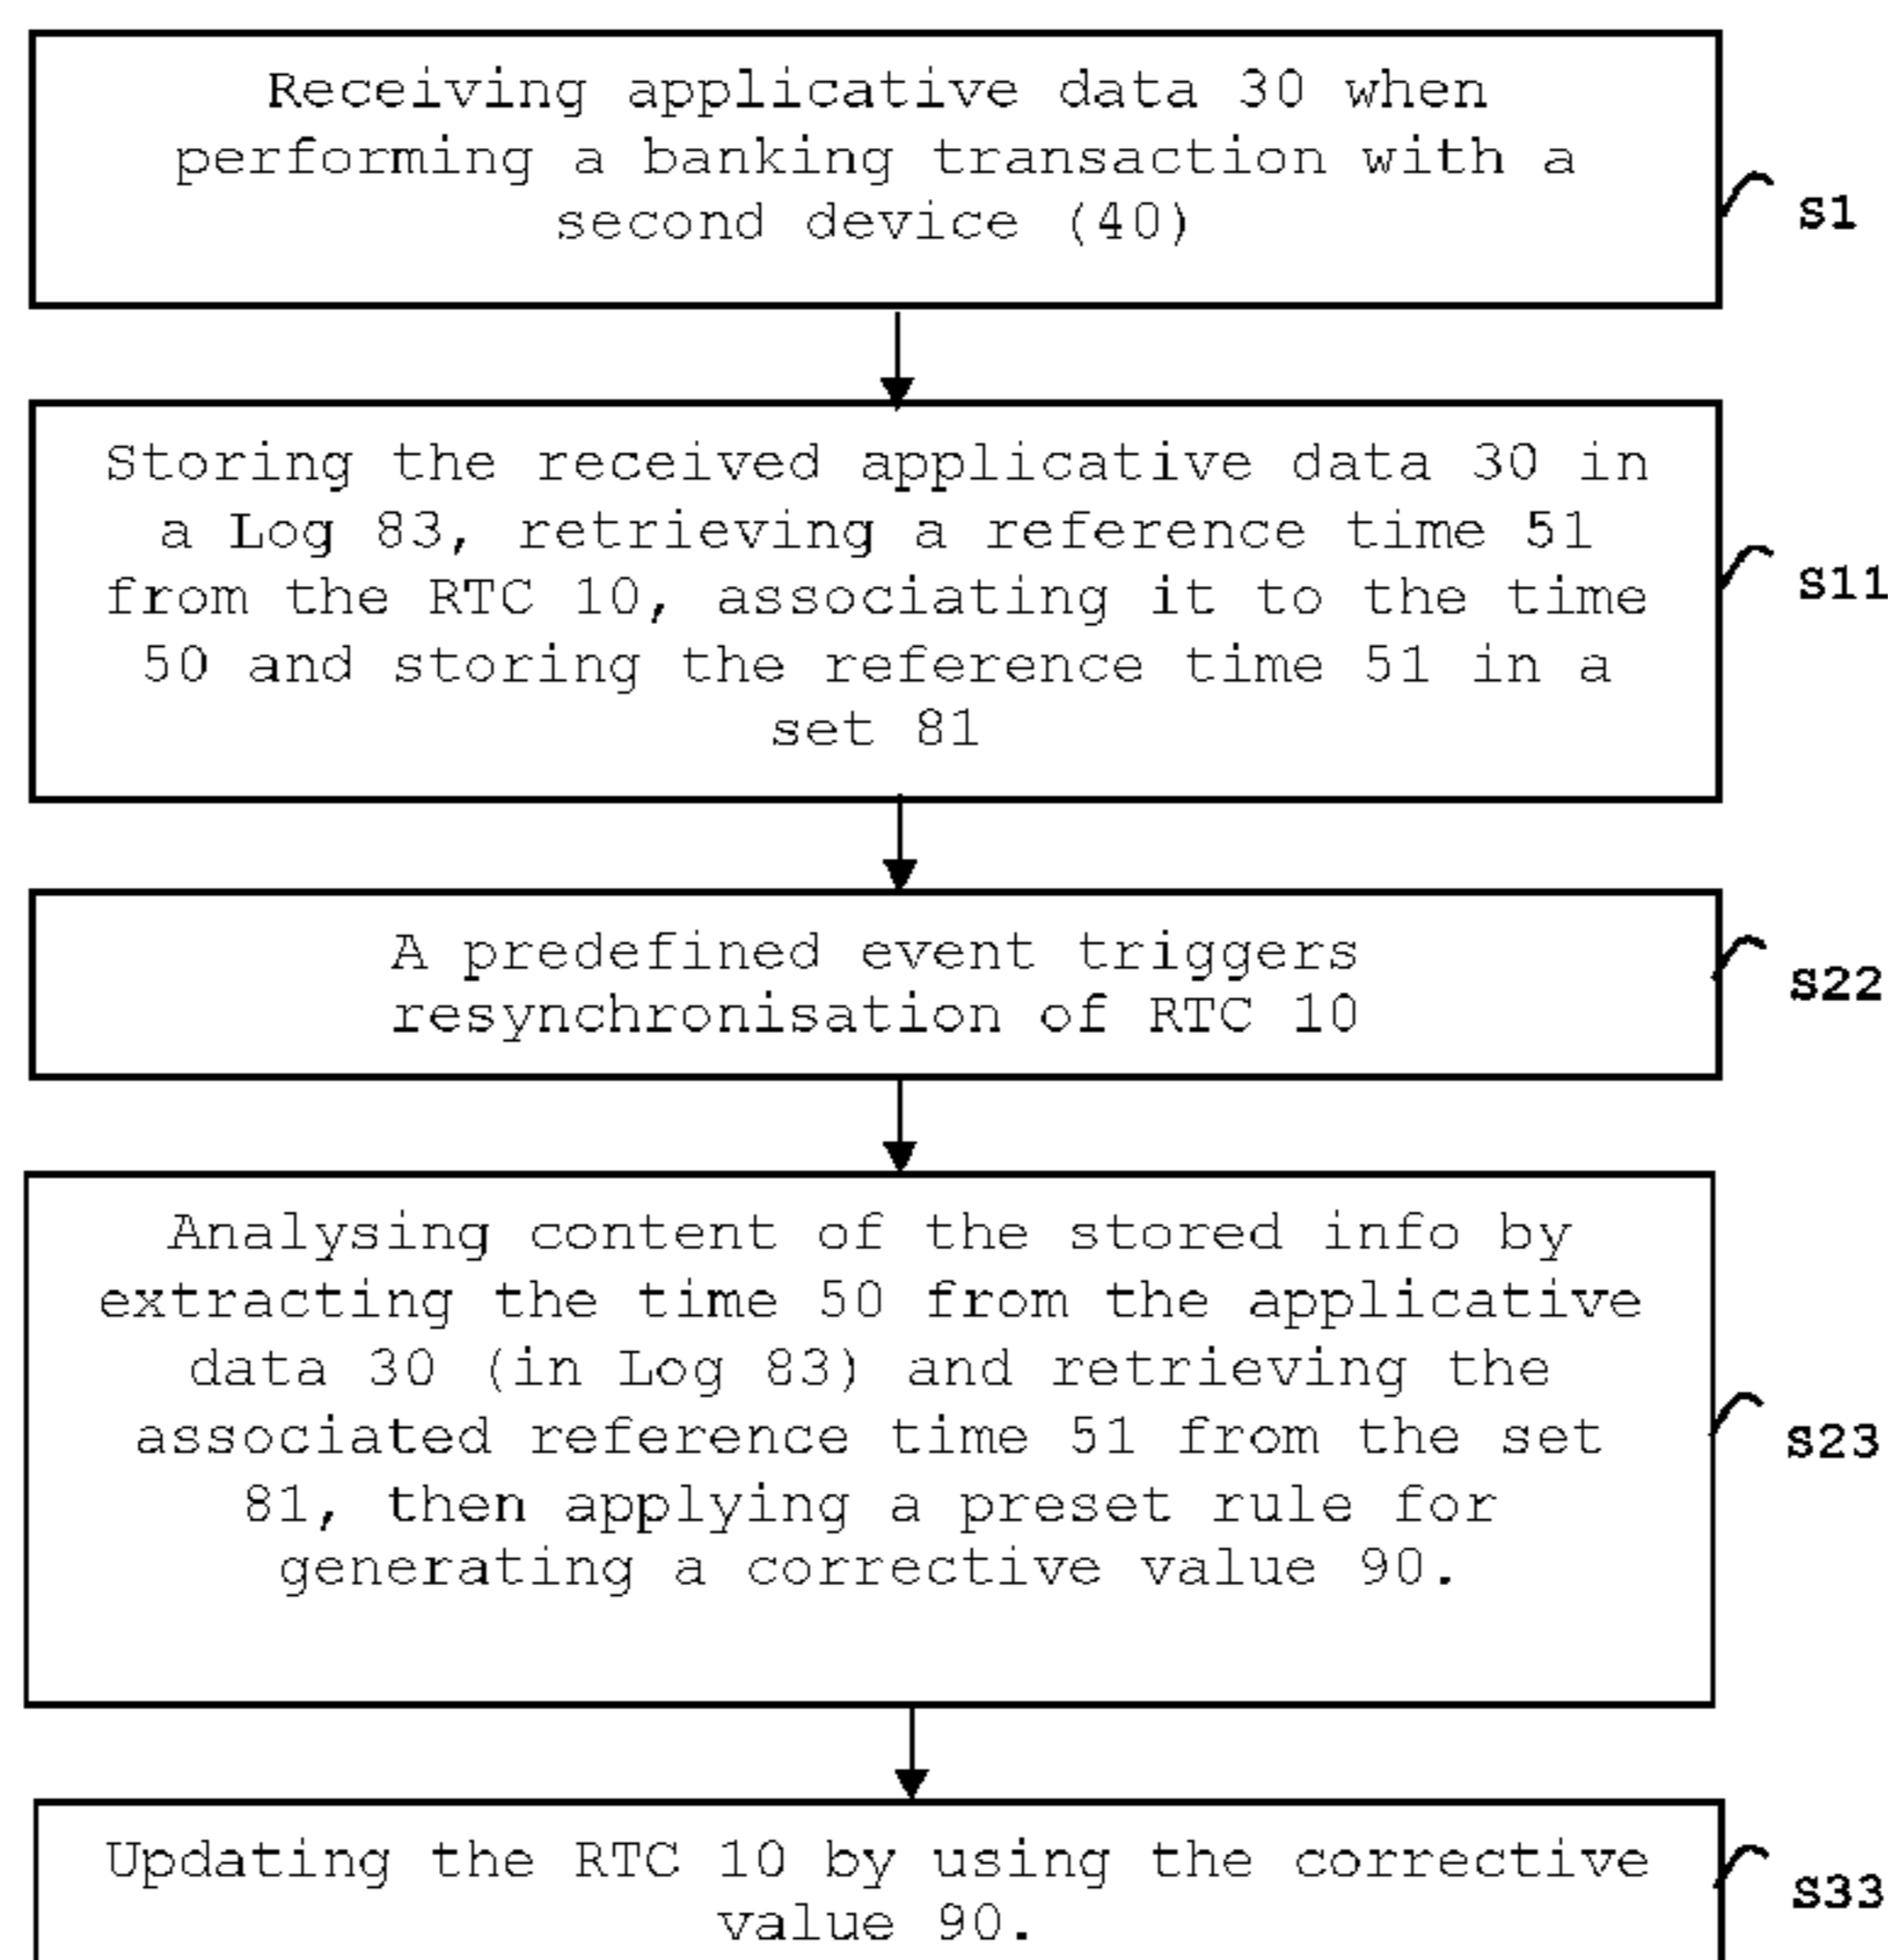 Receiving applicative data 30 when
performing a banking transaction with a
second device (40)
S1
Storing the received applicative data 30 in
a Log 83, retrieving a reference time 51
from the RTC 10, associating it to the time
50 and storing the reference time 51 in a
set 81
S11
A predefined event triggers
resynchronisation of RTC 10
S22
Analysing content of the stored info by
extracting the time 50 from the applicative
data 30 (in Log 83) and retrieving the
associated reference time 51 from the set
81, then applying a preset rule for
generating a corrective value 90.
S23
Updating the RTC 10 by using the corrective
value 90.
S33